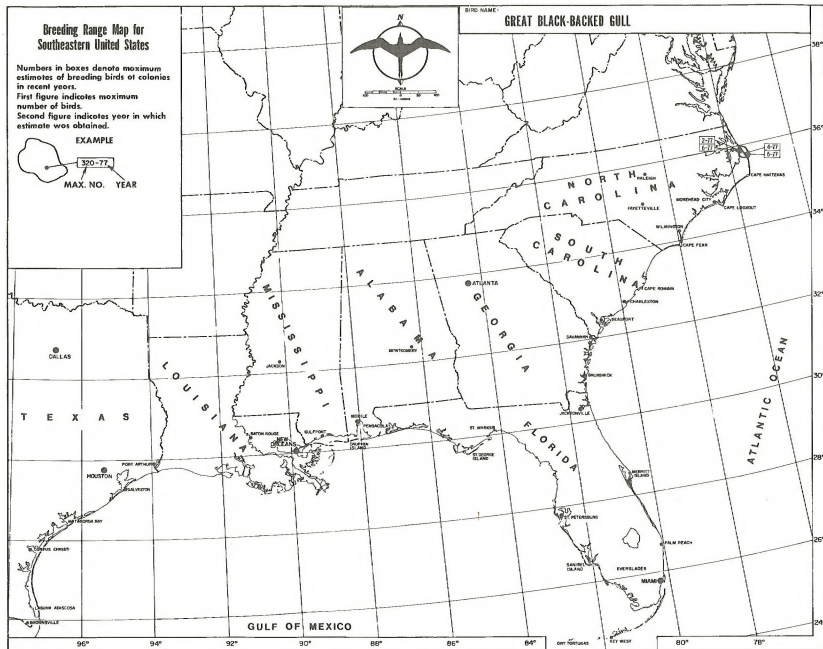 Breeding Range Map for
Southeastern United States
Numbers in boxes denote maximum
estimates of breeding birds at colonies
in recent years.
First figure indicates maximum
number of birds.
Second figure indicates year in which
estimate was obtained.
EXAMPLE
320-77
MAX. NO. YEAR
N
SCALE
BIRD NAME:
GREAT BLACK-BACKED GULL
38°
36°
34°
32°
30°
28°
26°
24°
2-77
6-77
4-77
6-77
CAPE HATTERAS
NORTH
CAROLINA
RALEIGH
FAYETTEVILLE
MOREHEAD CITY
CAPE LOOKOUT
WILMINGTON
CAPE FEAR
SOUTH
CAROLINA
CAPE ROMAIN
CHARLESTON
BEAUFORT
SAVANNAH
ATLANTA
GEORGIA
BRUNSWICK
JACKSONVILLE
ALABAMA
MONTGOMERY
MISSISSIPPI
JACKSON
DALLAS
TEXAS
LOUISIANA
BATON ROUGE
NEW
ORLEANS
GULFPORT
MOBILE
DAUPHIN
ISLAND
PENSACOLA
ST. MARKS
ST. GEORGE
ISLAND
FLORIDA
MERRITT
ISLAND
ST. PETERSBURG
SANIBEL
ISLAND
PALM BEACH
EVERGLADES
MIAMI
KEY WEST
DRY TORTUGAS
HOUSTON
PORT ARTHUR
GALVESTON
MATAGORDA BAY
CORPUS CHRISTI
LAGUNA ATASCOSA
BROWNSVILLE
GULF OF MEXICO
ATLANTIC OCEAN
96°
94°
92°
90°
88°
86°
84°
82°
80°
78°